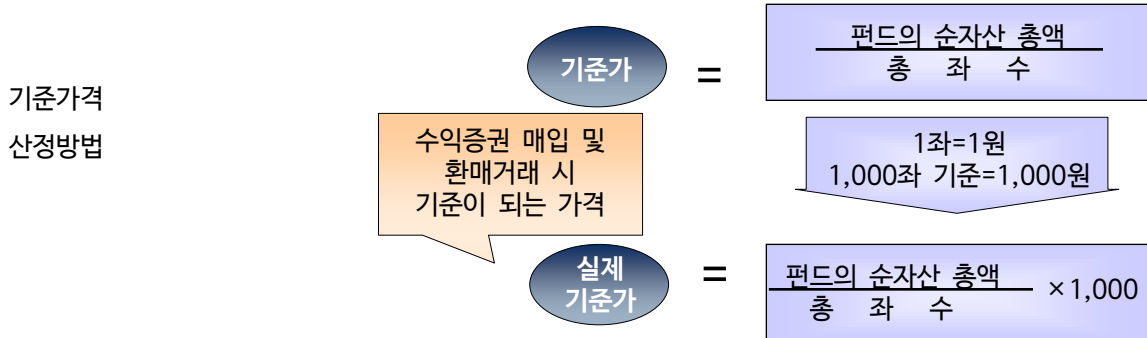 기준가격
산정방법
기준가
=
펀드의 순자산 총액
총 좌 수
수익증권 매입 및
환매거래 시
기준이 되는 가격
1좌=1원
1,000좌 기준=1,000원
실제
기준가
=
펀드의 순자산 총액
총 좌 수
×1,000